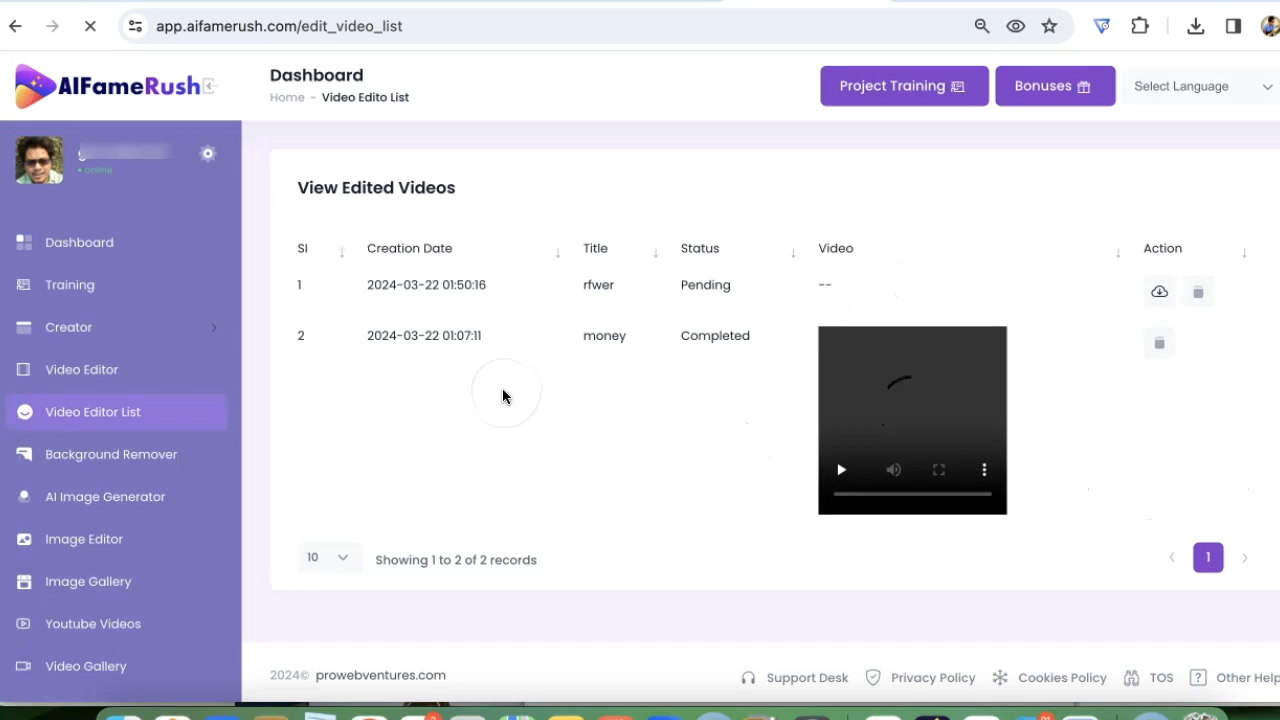 app.aifamerush.com/edit_video_list
AIFameRush
Dashboard
Home - Video Edito List
Project Training
Bonuses
Select Language
online
Dashboard
Training
Creator
Video Editor
Video Editor List
Background Remover
AI Image Generator
Image Editor
Image Gallery
Youtube Videos
Video Gallery
View Edited Videos
Sl Creation Date Title Status Video Action
1 2024-03-22 01:50:16 rfwer Pending --
2 2024-03-22 01:07:11 money Completed
10 Showing 1 to 2 of 2 records
1
2024© prowebventures.com
Support Desk Privacy Policy Cookies Policy TOS Other Help